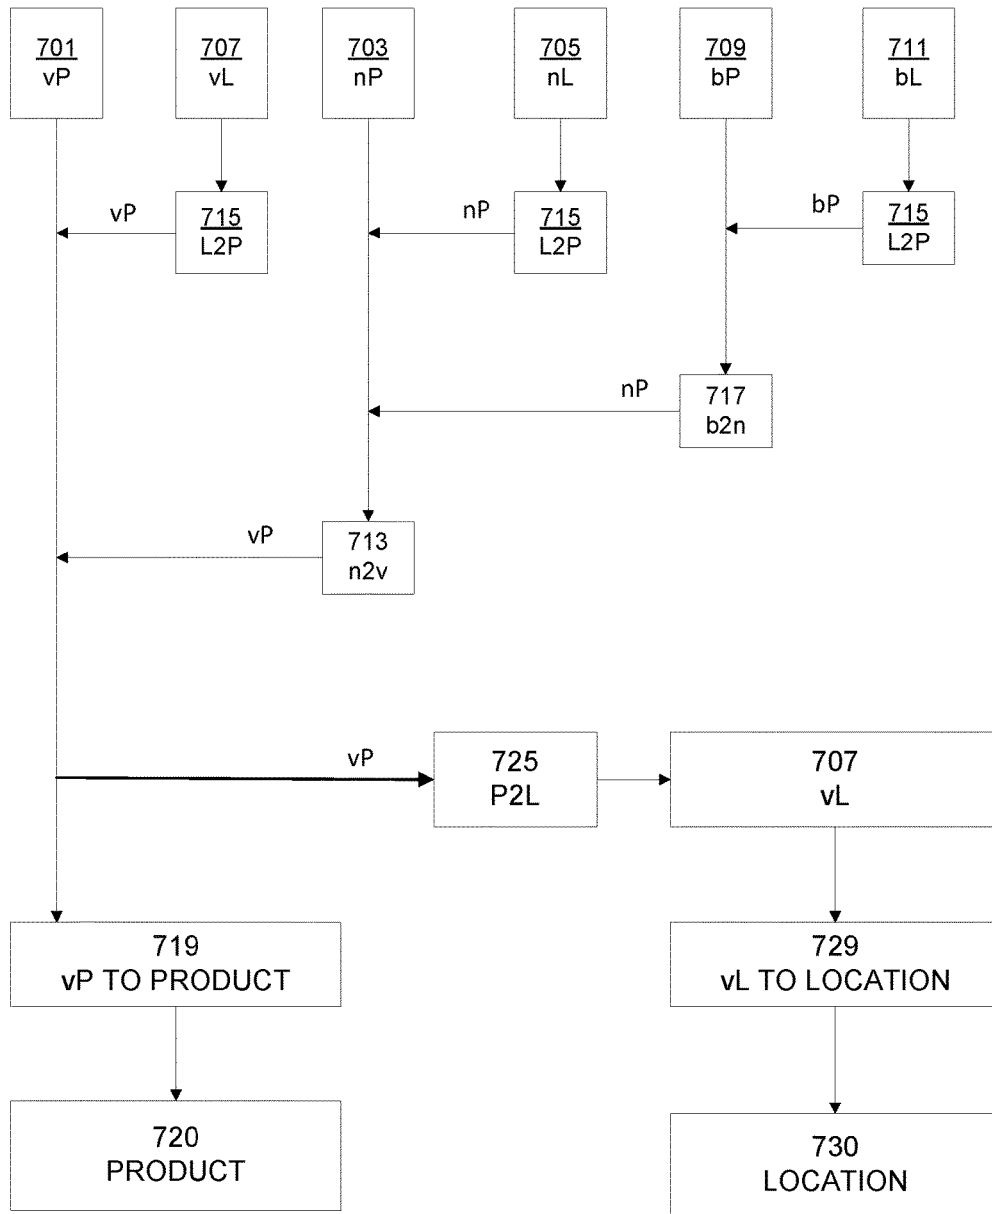 701
vP
707
vL
703
nP
705
nL
709
bP
711
bL
vP
715
L2P
nP
715
L2P
bP
715
L2P
nP
717
b2n
vP
713
n2v
vP
725
P2L
707
vL
719
vP TO PRODUCT
729
vL TO LOCATION
720
PRODUCT
730
LOCATION